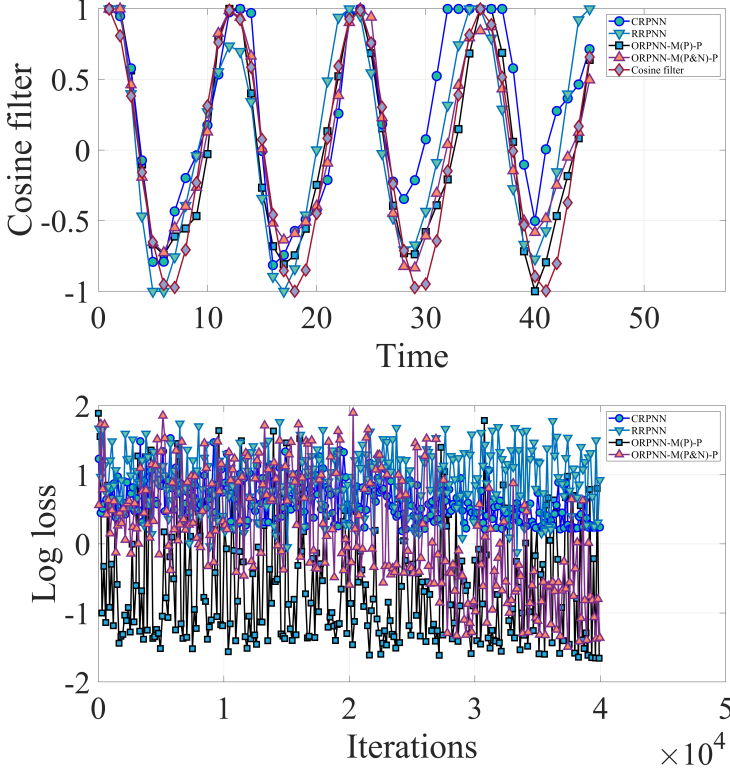 1
0.5
0
-0.5
-1
Cosine filter
0
10
20
30
40
50
Time
CRPNN
RRPNN
ORPNN-M(P)-P
ORPNN-M(P&N)-P
Cosine filter
2
1
0
-1
-2
Log loss
0
1
2
3
4
5
Iterations
×10⁴
CRPNN
RRPNN
ORPNN-M(P)-P
ORPNN-M(P&N)-P